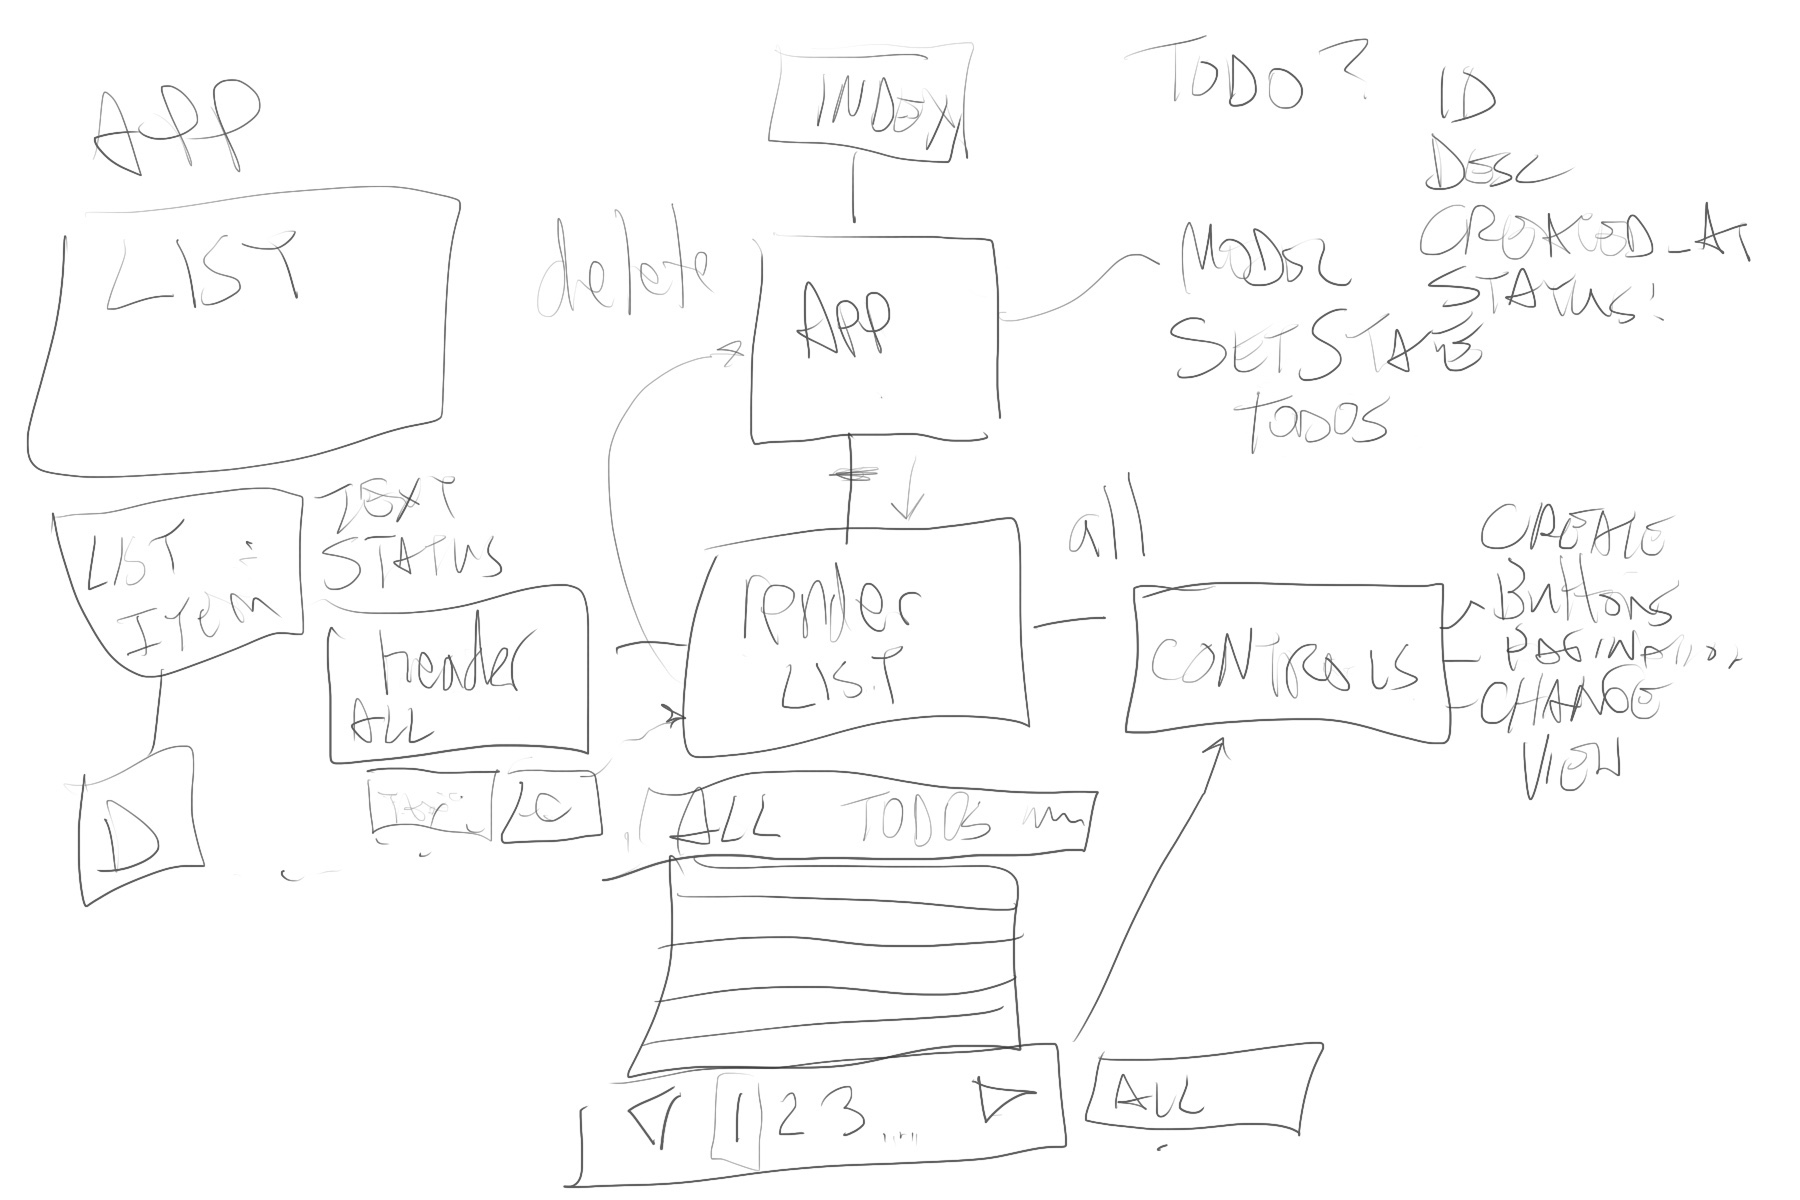 INDEX
TODO?
ID
DESC
CREATED_AT
STATUS!
APP
LIST
delete
APP
MODEL
SETSTATE
TODOS
LIST
ITEM
TEXT
STATUS
header
ALL
render
LIST
all
CONTROLS
CREATE
Buttons
PAGINATION
CHANGE
VIEW
D
ALL TODOS
1 2 3 ....
ALL